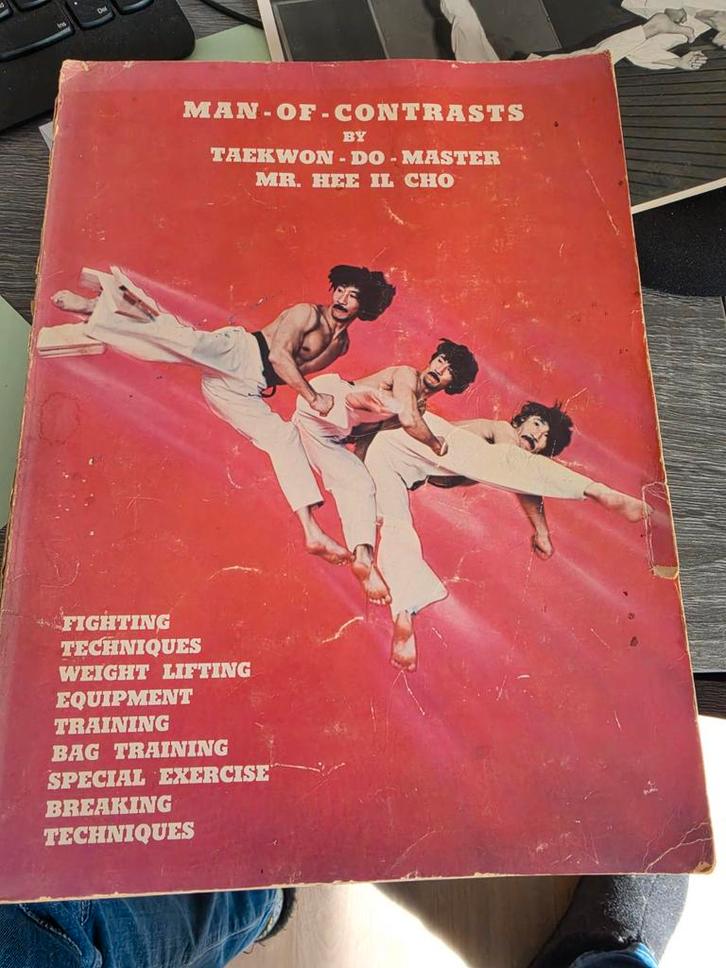 MAN-OF-CONTRASTS
BY
TAEKWON-DO-MASTER
MR. HEE IL CHO
FIGHTING
TECHNIQUES
WEIGHT LIFTING
EQUIPMENT
TRAINING
BAG TRAINING
SPECIAL EXERCISE
BREAKING
TECHNIQUES